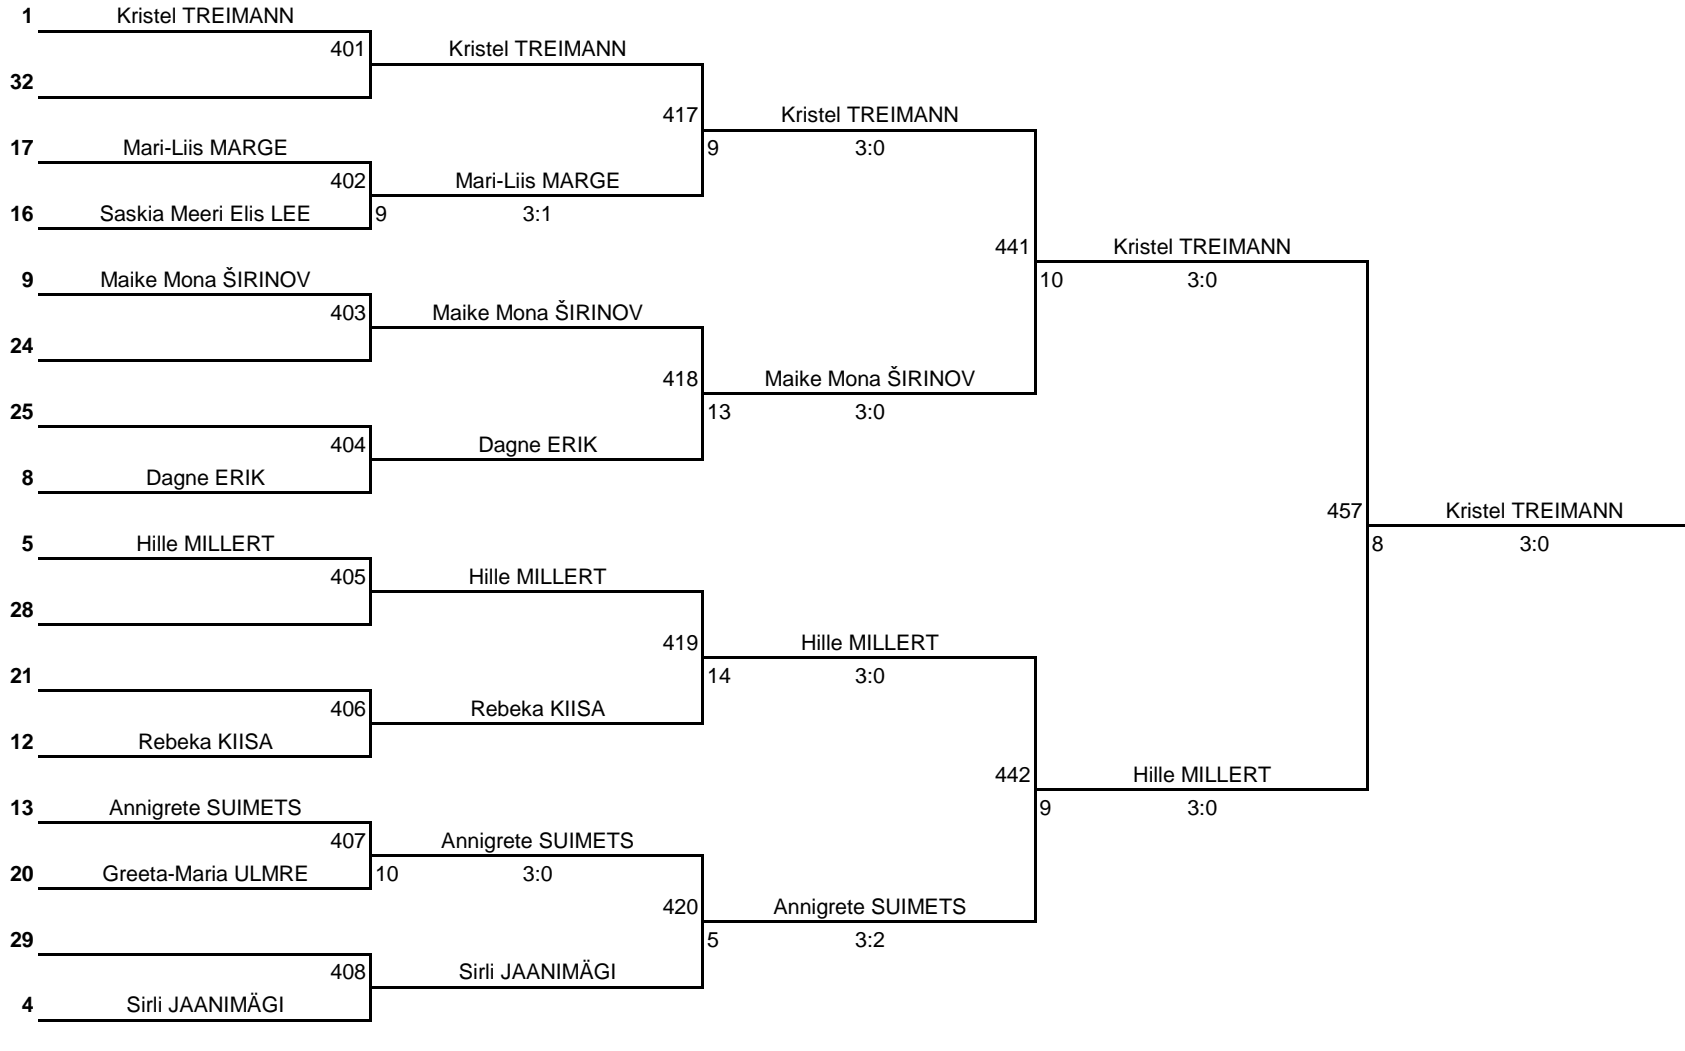 1 Kristel TREIMANN
401 Kristel TREIMANN
32
417 Kristel TREIMANN
17 Mari-Liis MARGE 9 3:0
402 Mari-Liis MARGE
16 Saskia Meeri Elis LEE 9 3:1
441 Kristel TREIMANN
9 Maike Mona ŠIRINOV 10 3:0
403 Maike Mona ŠIRINOV
24
418 Maike Mona ŠIRINOV
25 13 3:0
404 Dagne ERIK
8 Dagne ERIK
457 Kristel TREIMANN
5 Hille MILLERT 8 3:0
405 Hille MILLERT
28
419 Hille MILLERT
21 14 3:0
406 Rebeka KIISA
12 Rebeka KIISA
442 Hille MILLERT
13 Annigrete SUIMETS 9 3:0
407 Annigrete SUIMETS
20 Greeta-Maria ULMRE 10 3:0
420 Annigrete SUIMETS
29 5 3:2
408 Sirli JAANIMÄGI
4 Sirli JAANIMÄGI